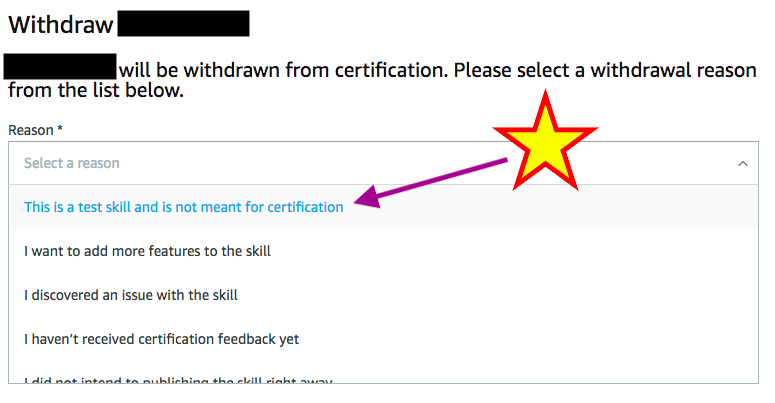 Withdraw
will be withdrawn from certification. Please select a withdrawal reason
from the list below.
Reason *
Select a reason
This is a test skill and is not meant for certification
I want to add more features to the skill
I discovered an issue with the skill
I haven’t received certification feedback yet
I did not intend to publishing the skill right away